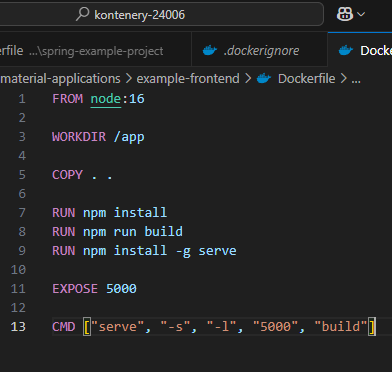 kontenery-24006
erfile ...\spring-example-project
.dockerignore
Docke
material-applications > example-frontend > Dockerfile > ...
1 FROM node:16
2
3 WORKDIR /app
4
5 COPY . .
6
7 RUN npm install
8 RUN npm run build
9 RUN npm install -g serve
10
11 EXPOSE 5000
12
13 CMD ["serve", "-s", "-l", "5000", "build"]